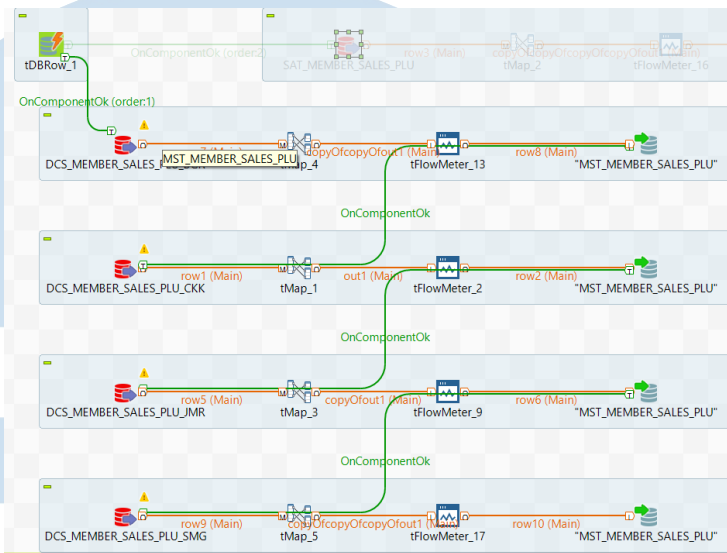 OnComponentOk (order:2)
row3 (Main)
copyOfcopyOfcopyOfcopyOfout1 (Main)
tDBRow_1
SAT_MEMBER_SALES_PLU
tMap_2
tFlowMeter_16
OnComponentOk (order:1)
MST_MEMBER_SALES_PLU
copyOfcopyOfout1 (Main)
row8 (Main)
tMap_4
tFlowMeter_13
"MST_MEMBER_SALES_PLU"
OnComponentOk
row1 (Main)
out1 (Main)
row2 (Main)
DCS_MEMBER_SALES_PLU_CKK
tMap_1
tFlowMeter_2
"MST_MEMBER_SALES_PLU"
OnComponentOk
row5 (Main)
copyOfout1 (Main)
row6 (Main)
DCS_MEMBER_SALES_PLU_JMR
tMap_3
tFlowMeter_9
"MST_MEMBER_SALES_PLU"
OnComponentOk
row9 (Main)
copyOfcopyOfcopyOfout1 (Main)
row10 (Main)
DCS_MEMBER_SALES_PLU_SMG
tMap_5
tFlowMeter_17
"MST_MEMBER_SALES_PLU"